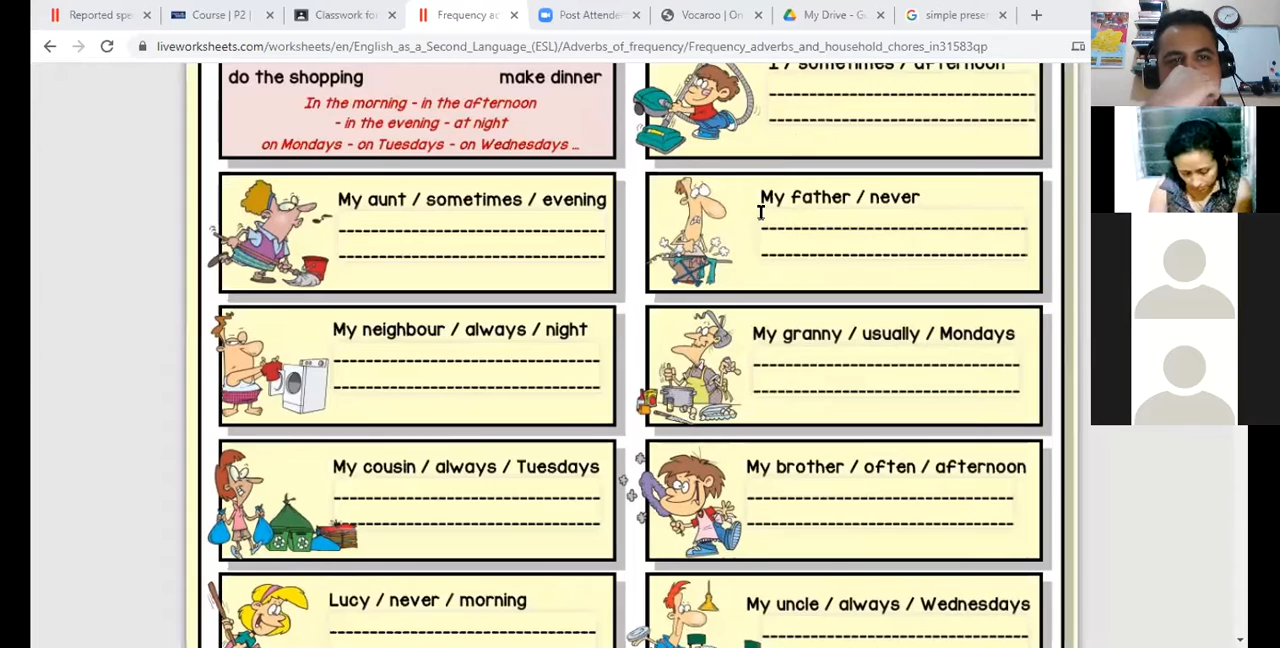 Reported spe
Course | P2 |
Classwork for
Frequency ac
Post Attende
Vocaroo | On
My Drive - G
simple prese
liveworksheets.com/worksheets/en/English_as_a_Second_Language_(ESL)/Adverbs_of_frequency/Frequency_adverbs_and_household_chores_in31583qp
do the shopping make dinner
In the morning - in the afternoon
- in the evening - at night
on Mondays - on Tuesdays - on Wednesdays ...
I / sometimes / afternoon
My aunt / sometimes / evening
My father / never
My neighbour / always / night
My granny / usually / Mondays
My cousin / always / Tuesdays
My brother / often / afternoon
Lucy / never / morning
My uncle / always / Wednesdays